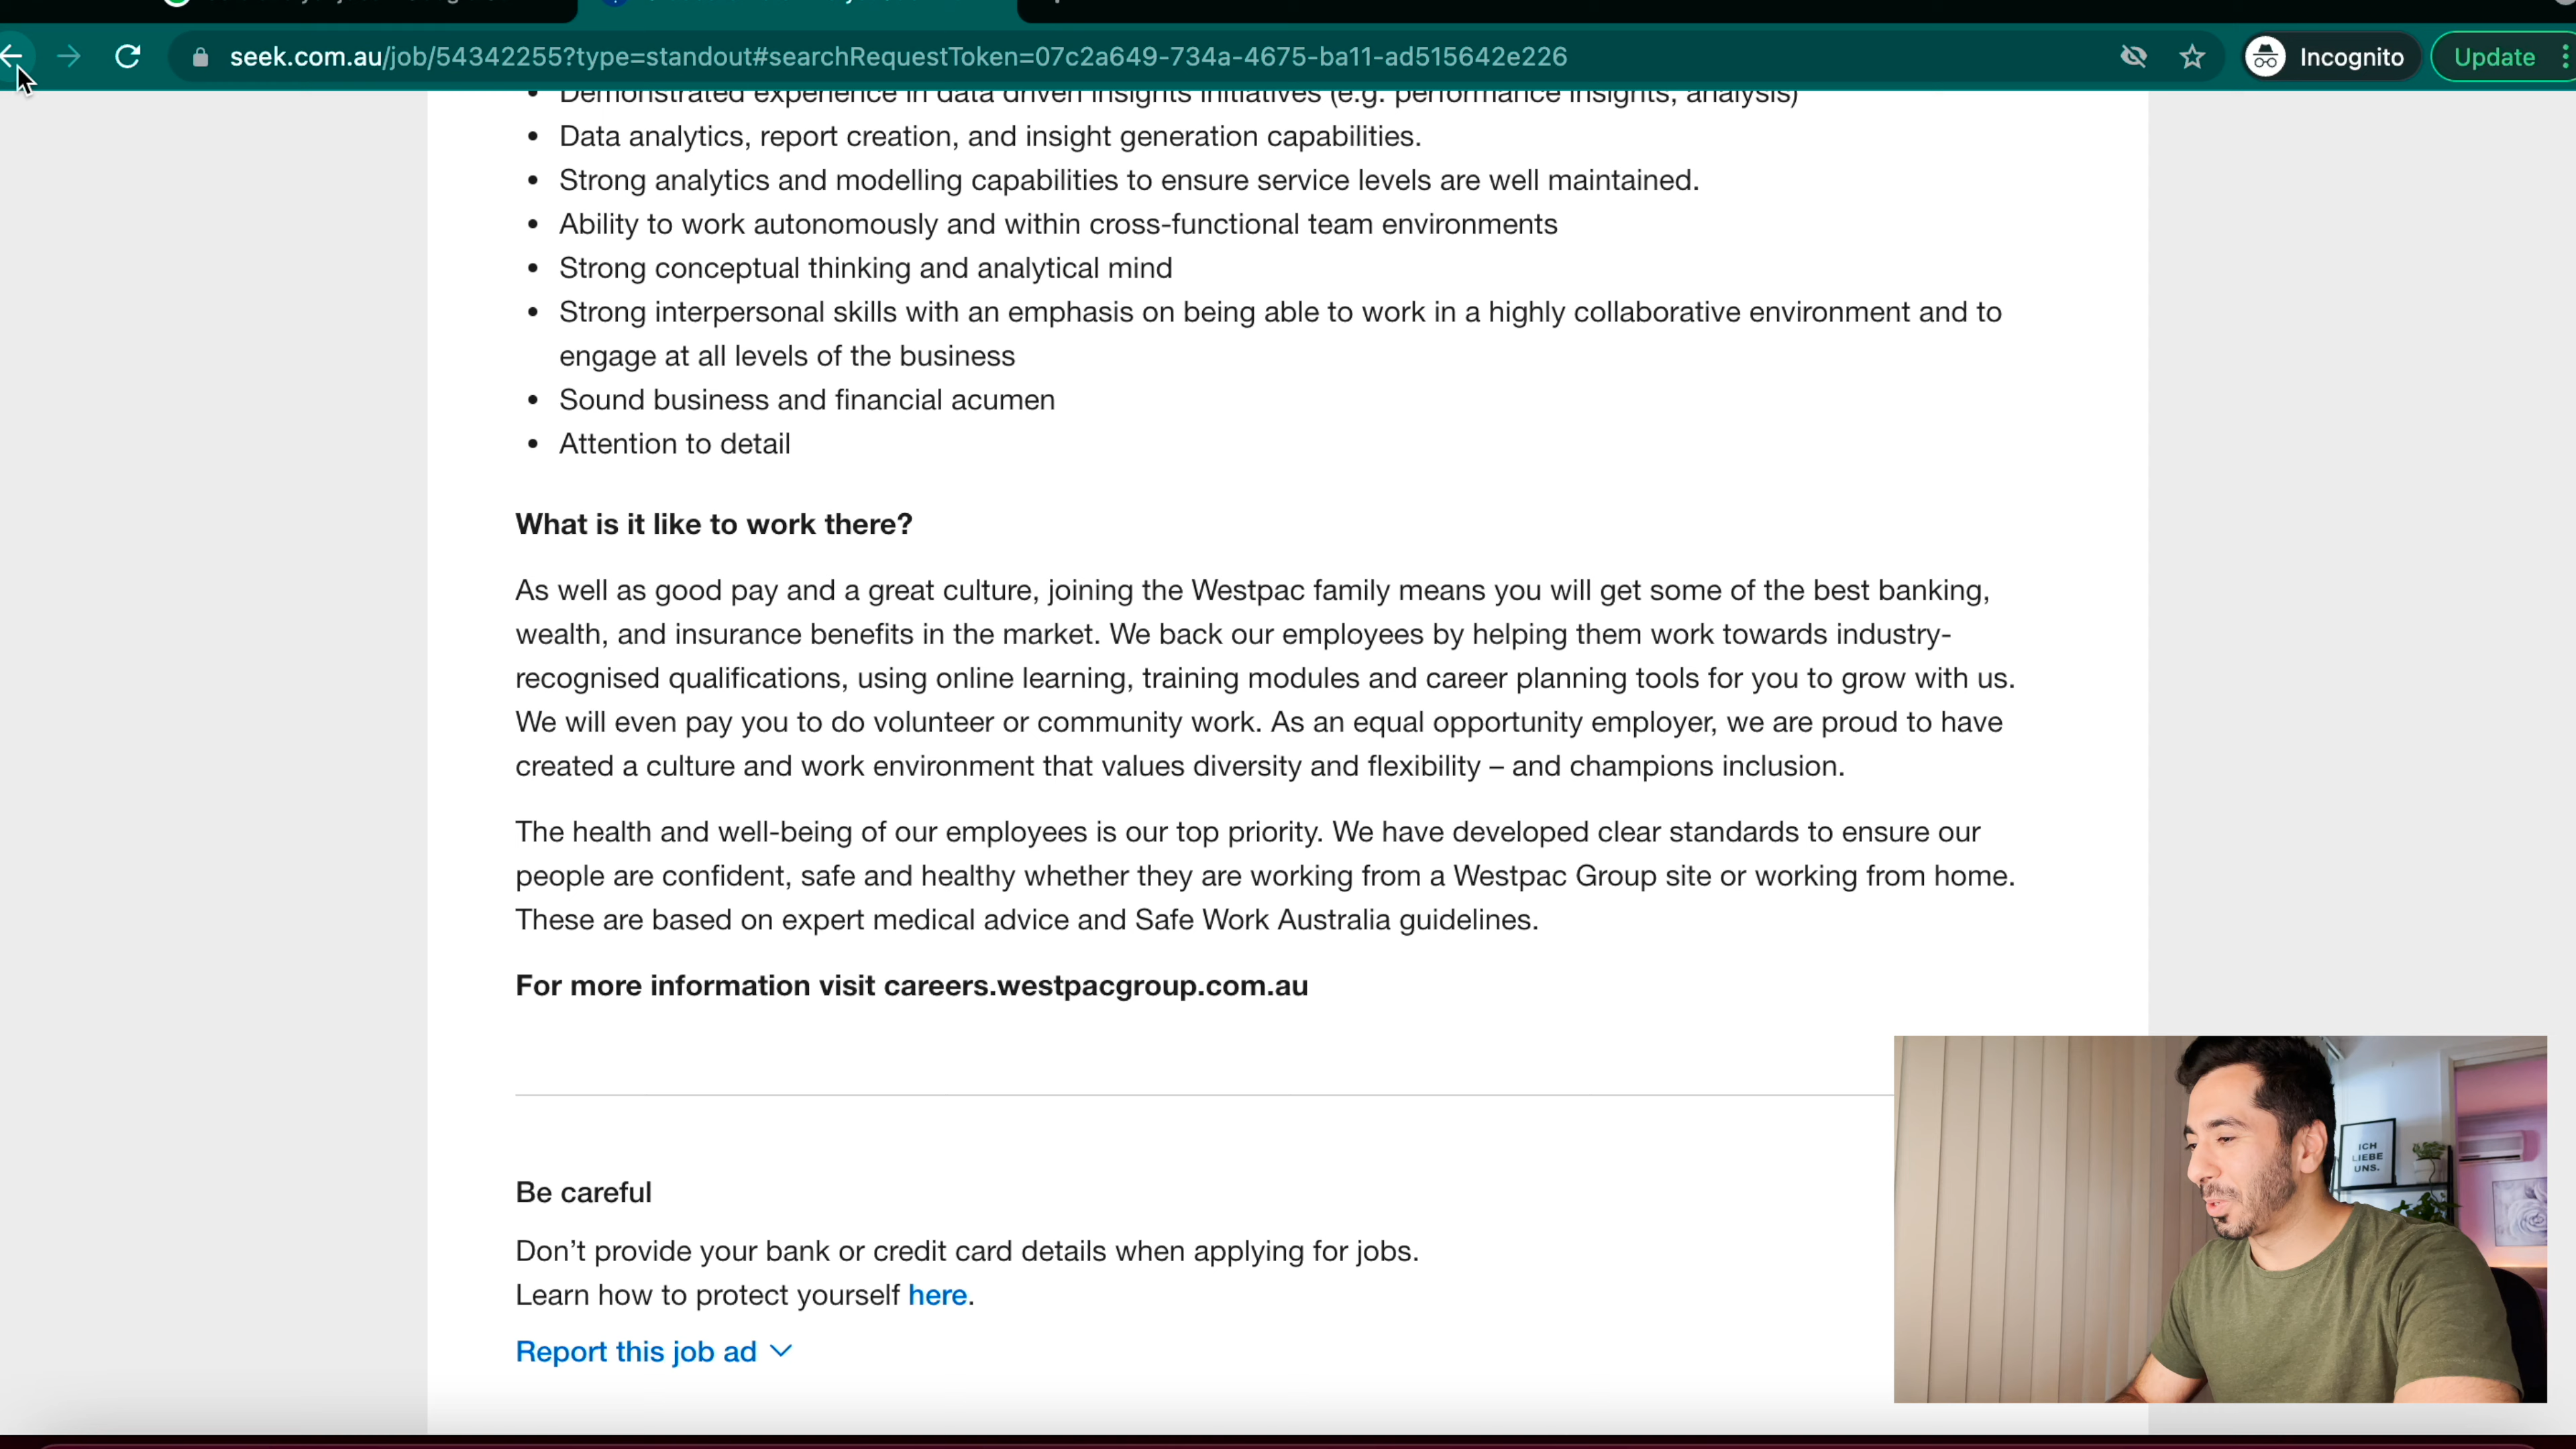 seek.com.au/job/54342255?type=standout#searchRequestToken=07c2a649-734a-4675-ba11-ad515642e226
Incognito
Update
• Demonstrated experience in data driven insights initiatives (e.g. performance insights, analysis)
• Data analytics, report creation, and insight generation capabilities.
• Strong analytics and modelling capabilities to ensure service levels are well maintained.
• Ability to work autonomously and within cross-functional team environments
• Strong conceptual thinking and analytical mind
• Strong interpersonal skills with an emphasis on being able to work in a highly collaborative environment and to
engage at all levels of the business
• Sound business and financial acumen
• Attention to detail
What is it like to work there?
As well as good pay and a great culture, joining the Westpac family means you will get some of the best banking,
wealth, and insurance benefits in the market. We back our employees by helping them work towards industry-
recognised qualifications, using online learning, training modules and career planning tools for you to grow with us.
We will even pay you to do volunteer or community work. As an equal opportunity employer, we are proud to have
created a culture and work environment that values diversity and flexibility – and champions inclusion.
The health and well-being of our employees is our top priority. We have developed clear standards to ensure our
people are confident, safe and healthy whether they are working from a Westpac Group site or working from home.
These are based on expert medical advice and Safe Work Australia guidelines.
For more information visit careers.westpacgroup.com.au
Be careful
Don’t provide your bank or credit card details when applying for jobs.
Learn how to protect yourself here.
Report this job ad
ICH
LIEBE
UNS.